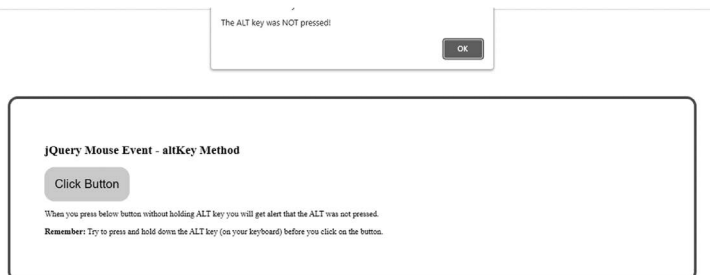 The ALT key was NOT pressed!
OK
jQuery Mouse Event - altKey Method
Click Button
When you press below button without holding ALT key you will get alert that the ALT was not pressed.
Remember: Try to press and hold down the ALT key (on your keyboard) before you click on the button.